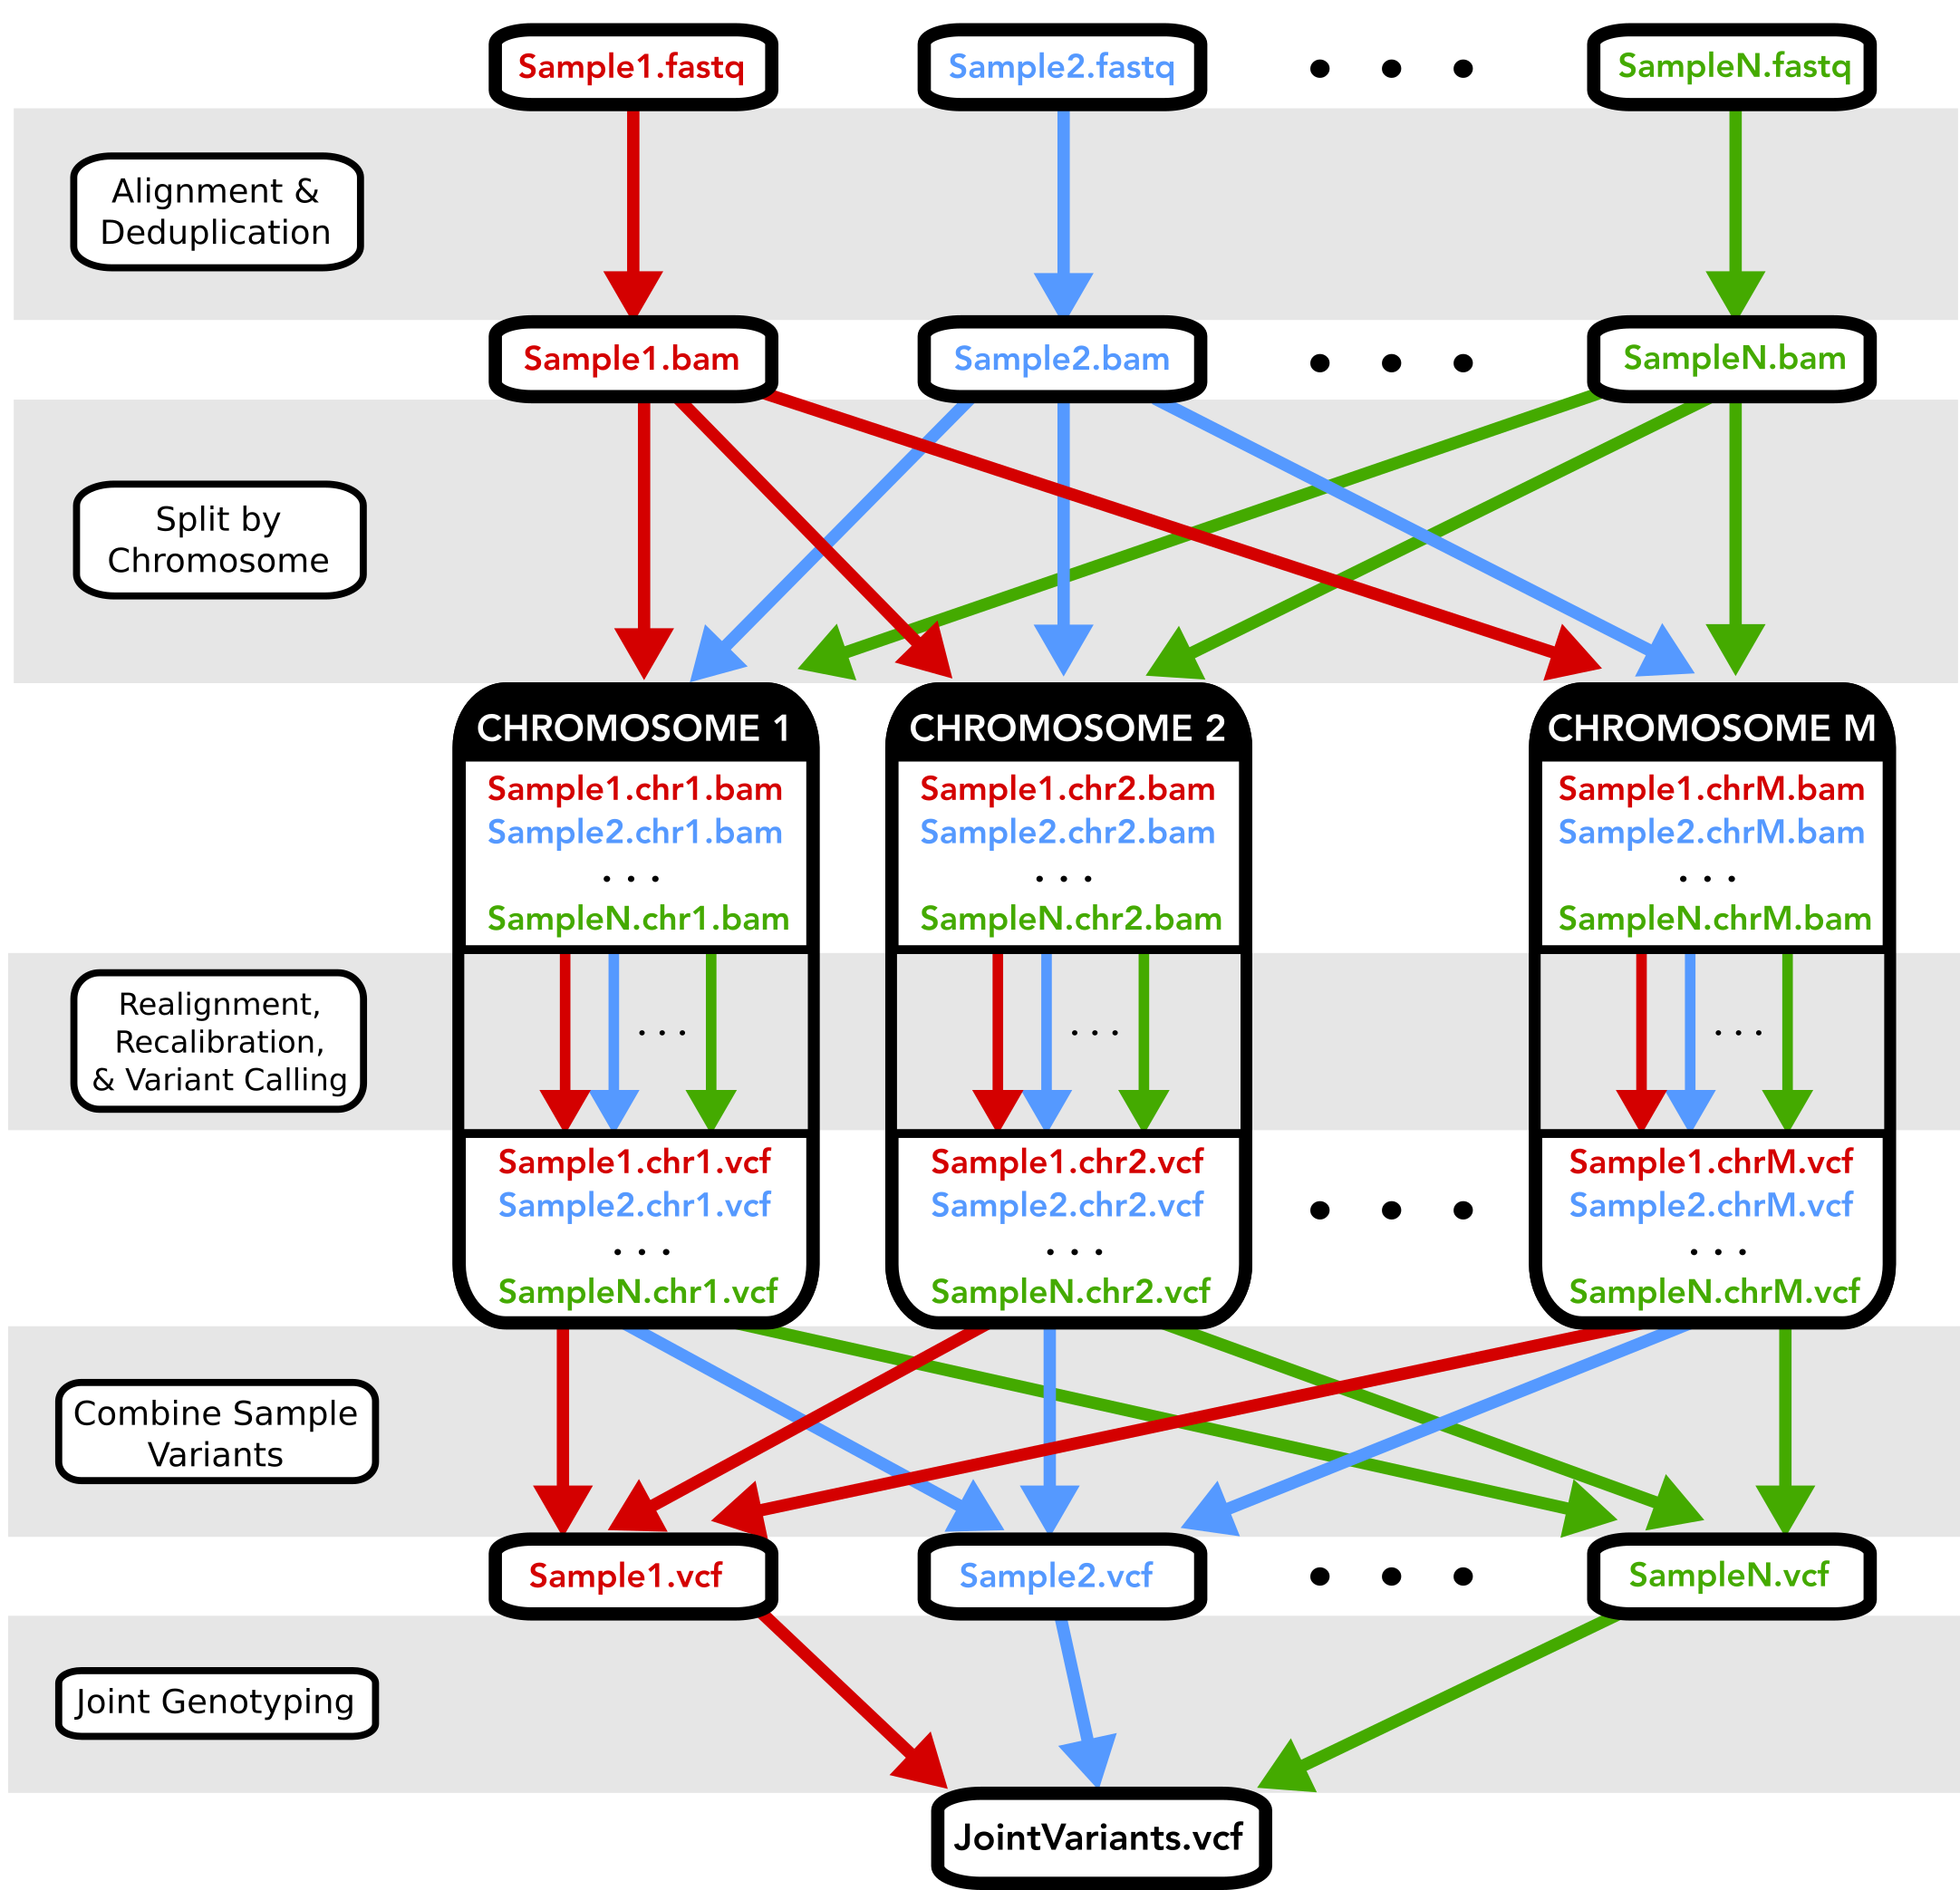 Sample1.fastq
Sample2.fastq
• • •
SampleN.fastq
Alignment &
Deduplication
Sample1.bam
Sample2.bam
• • •
SampleN.bam
Split by
Chromosome
CHROMOSOME 1
Sample1.chr1.bam
Sample2.chr1.bam
...
SampleN.chr1.bam
CHROMOSOME 2
Sample1.chr2.bam
Sample2.chr2.bam
...
SampleN.chr2.bam
CHROMOSOME M
Sample1.chrM.bam
Sample2.chrM.bam
...
SampleN.chrM.bam
Realignment,
Recalibration,
& Variant Calling
...
...
...
Sample1.chr1.vcf
Sample2.chr1.vcf
...
SampleN.chr1.vcf
Sample1.chr2.vcf
Sample2.chr2.vcf
...
SampleN.chr2.vcf
• • •
Sample1.chrM.vcf
Sample2.chrM.vcf
...
SampleN.chrM.vcf
Combine Sample
Variants
Sample1.vcf
Sample2.vcf
• • •
SampleN.vcf
Joint Genotyping
JointVariants.vcf